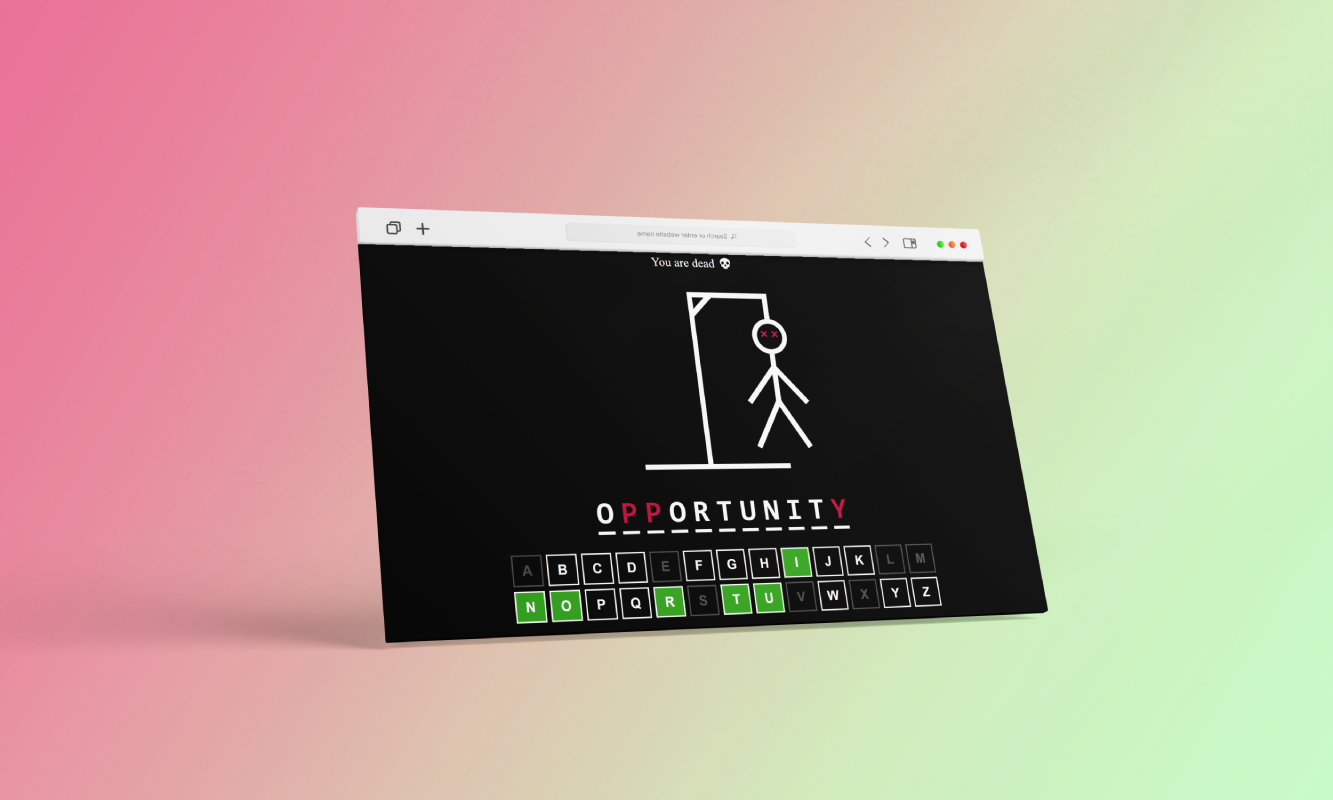 Search or enter website name
You are dead 💀
OPPORTUNITY
A B C D E F G H I J K L M
N O P Q R S T U V W X Y Z